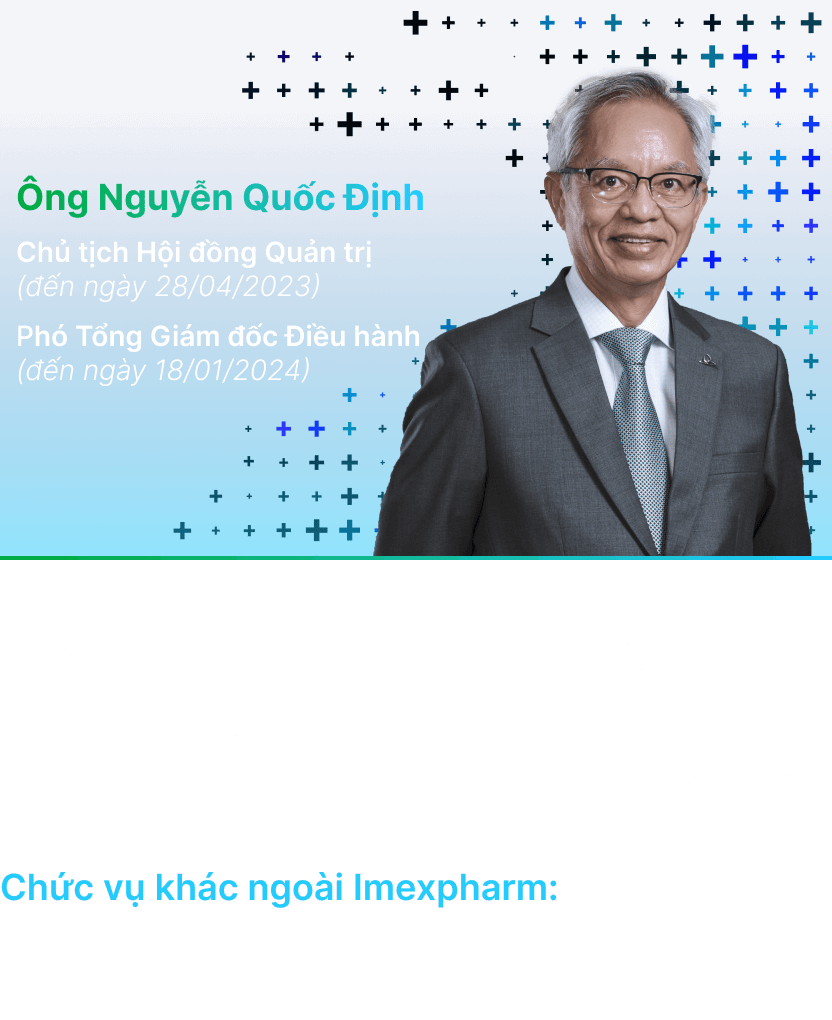 Ông Nguyễn Quốc Định
Chủ tịch Hội đồng Quản trị
(đến ngày 28/04/2023)
Phó Tổng Giám đốc Điều hành
(đến ngày 18/01/2024)
Chức vụ khác ngoài Imexpharm: